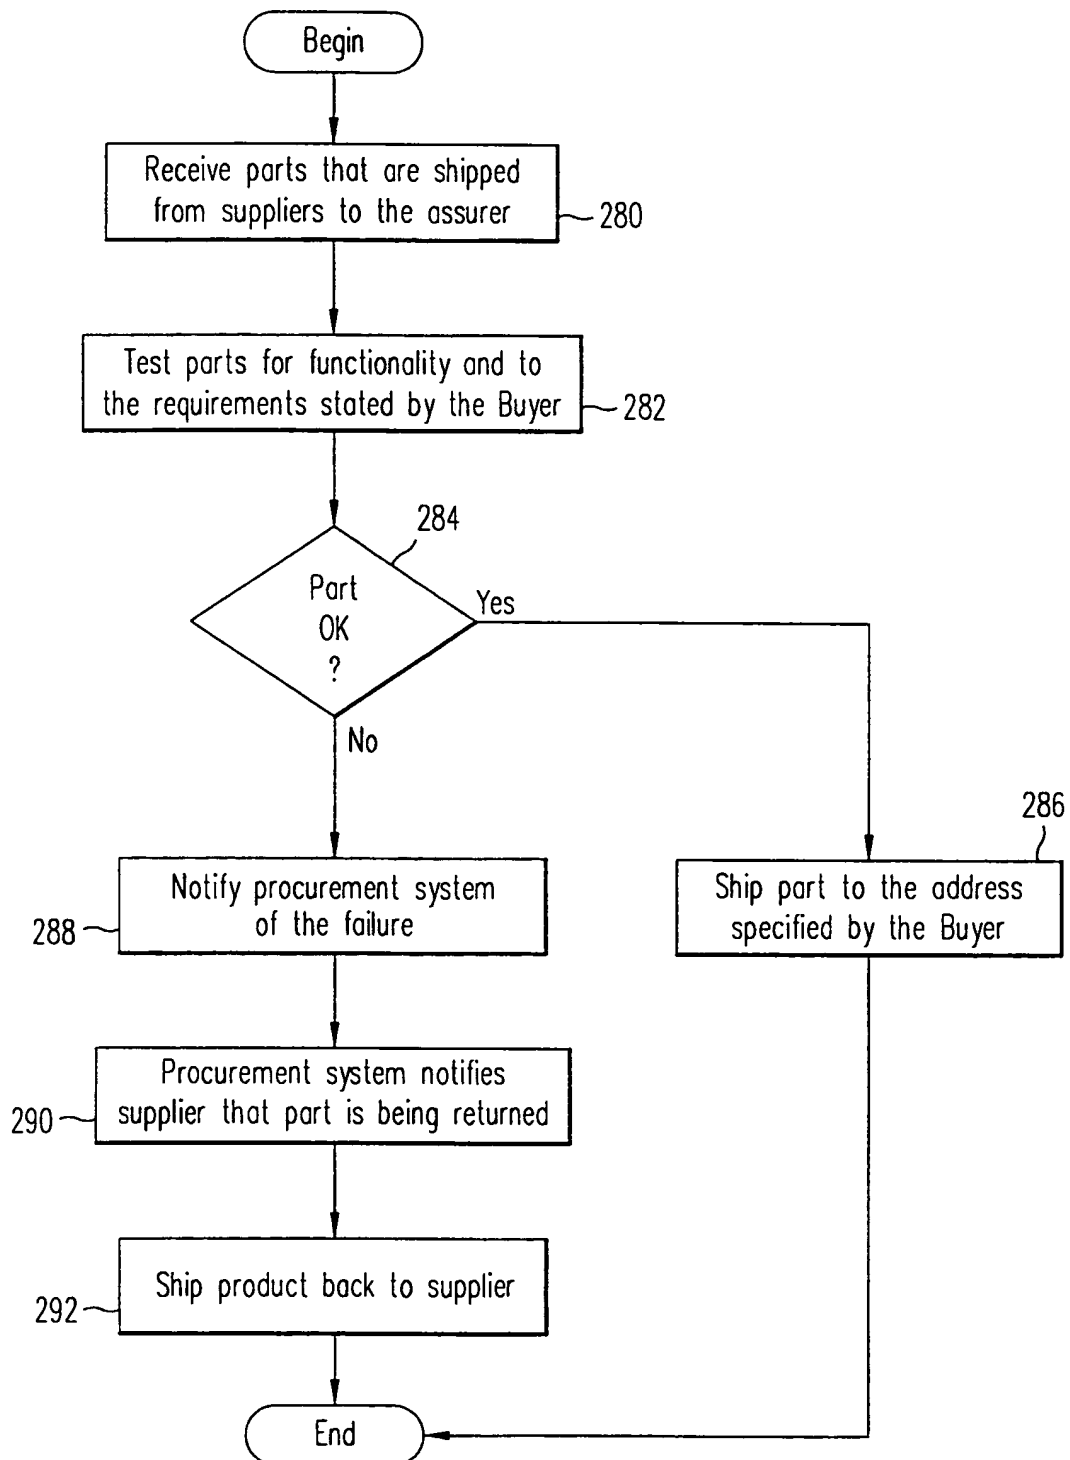 Begin
Receive parts that are shipped
from suppliers to the assurer
280
Test parts for functionality and to
the requirements stated by the Buyer
282
284
Part
OK
?
Yes
No
286
Ship part to the address
specified by the Buyer
Notify procurement system
of the failure
288
Procurement system notifies
supplier that part is being returned
290
Ship product back to supplier
292
End